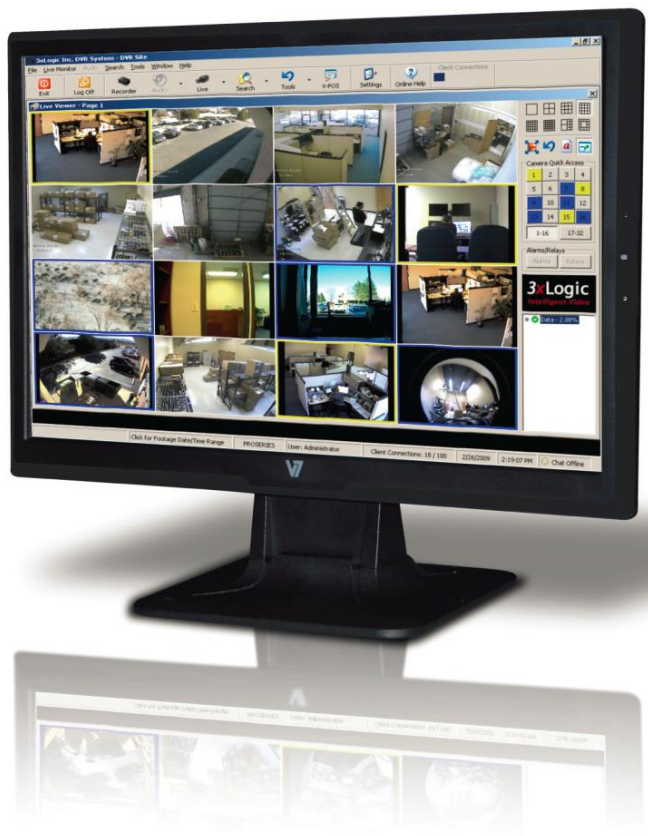 3xLogic Inc. DVR System - DVR Site
File Live Monitor Audio Search Tools Window Help
Client Connections
Exit Log Off Recorder Audio Live Search Tools V-POS Settings Online Help
Live Viewer - Page 1
Camera Quick Access
1 2 3 4
5 6 7 8
9 10 11 12
13 14 15 16
1-16 17-32
Alarms/Relays
Alarms Relays
3xLogic
Intelligent Video
Data - 2.88%
Click for Footage Date/Time Range PROSERIES User: Administrator Client Connections: 10 / 100 2/26/2009 2:19:07 PM Chat Offline
V7